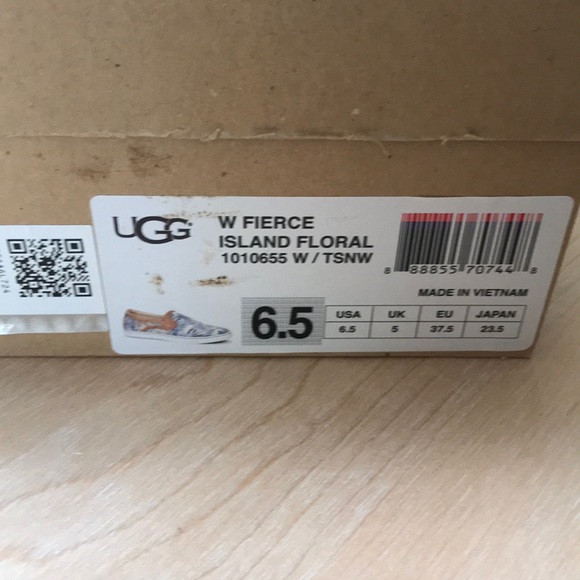 UGG
W FIERCE
ISLAND FLORAL
1010655 W / TSNW
8 88855 70744 8
MADE IN VIETNAM
6.5
USA UK EU JAPAN
6.5 5 37.5 23.5